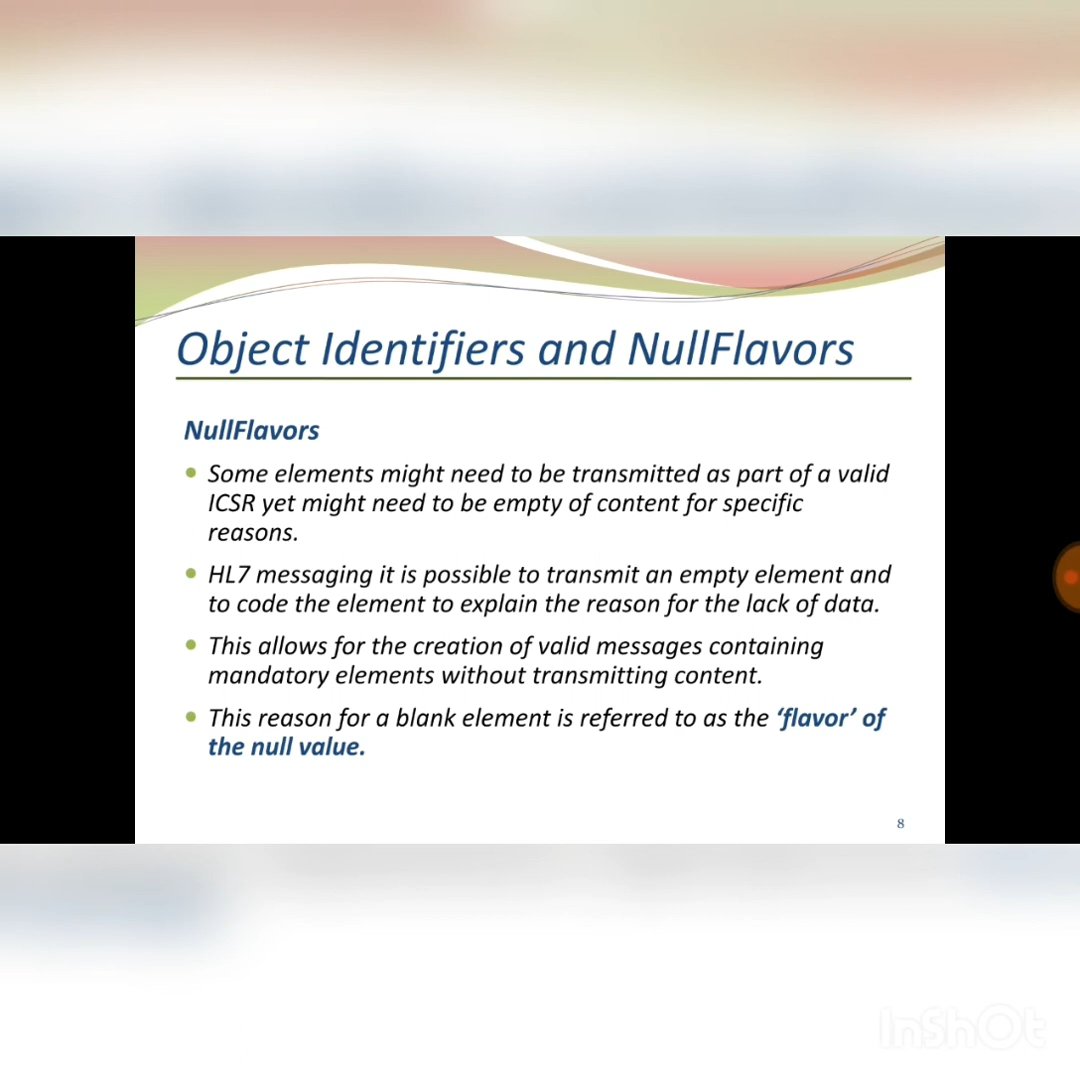 Object Identifiers and NullFlavors
NullFlavors
• Some elements might need to be transmitted as part of a valid
ICSR yet might need to be empty of content for specific
reasons.
• HL7 messaging it is possible to transmit an empty element and
to code the element to explain the reason for the lack of data.
• This allows for the creation of valid messages containing
mandatory elements without transmitting content.
• This reason for a blank element is referred to as the ‘flavor’ of
the null value.
8
InShOt